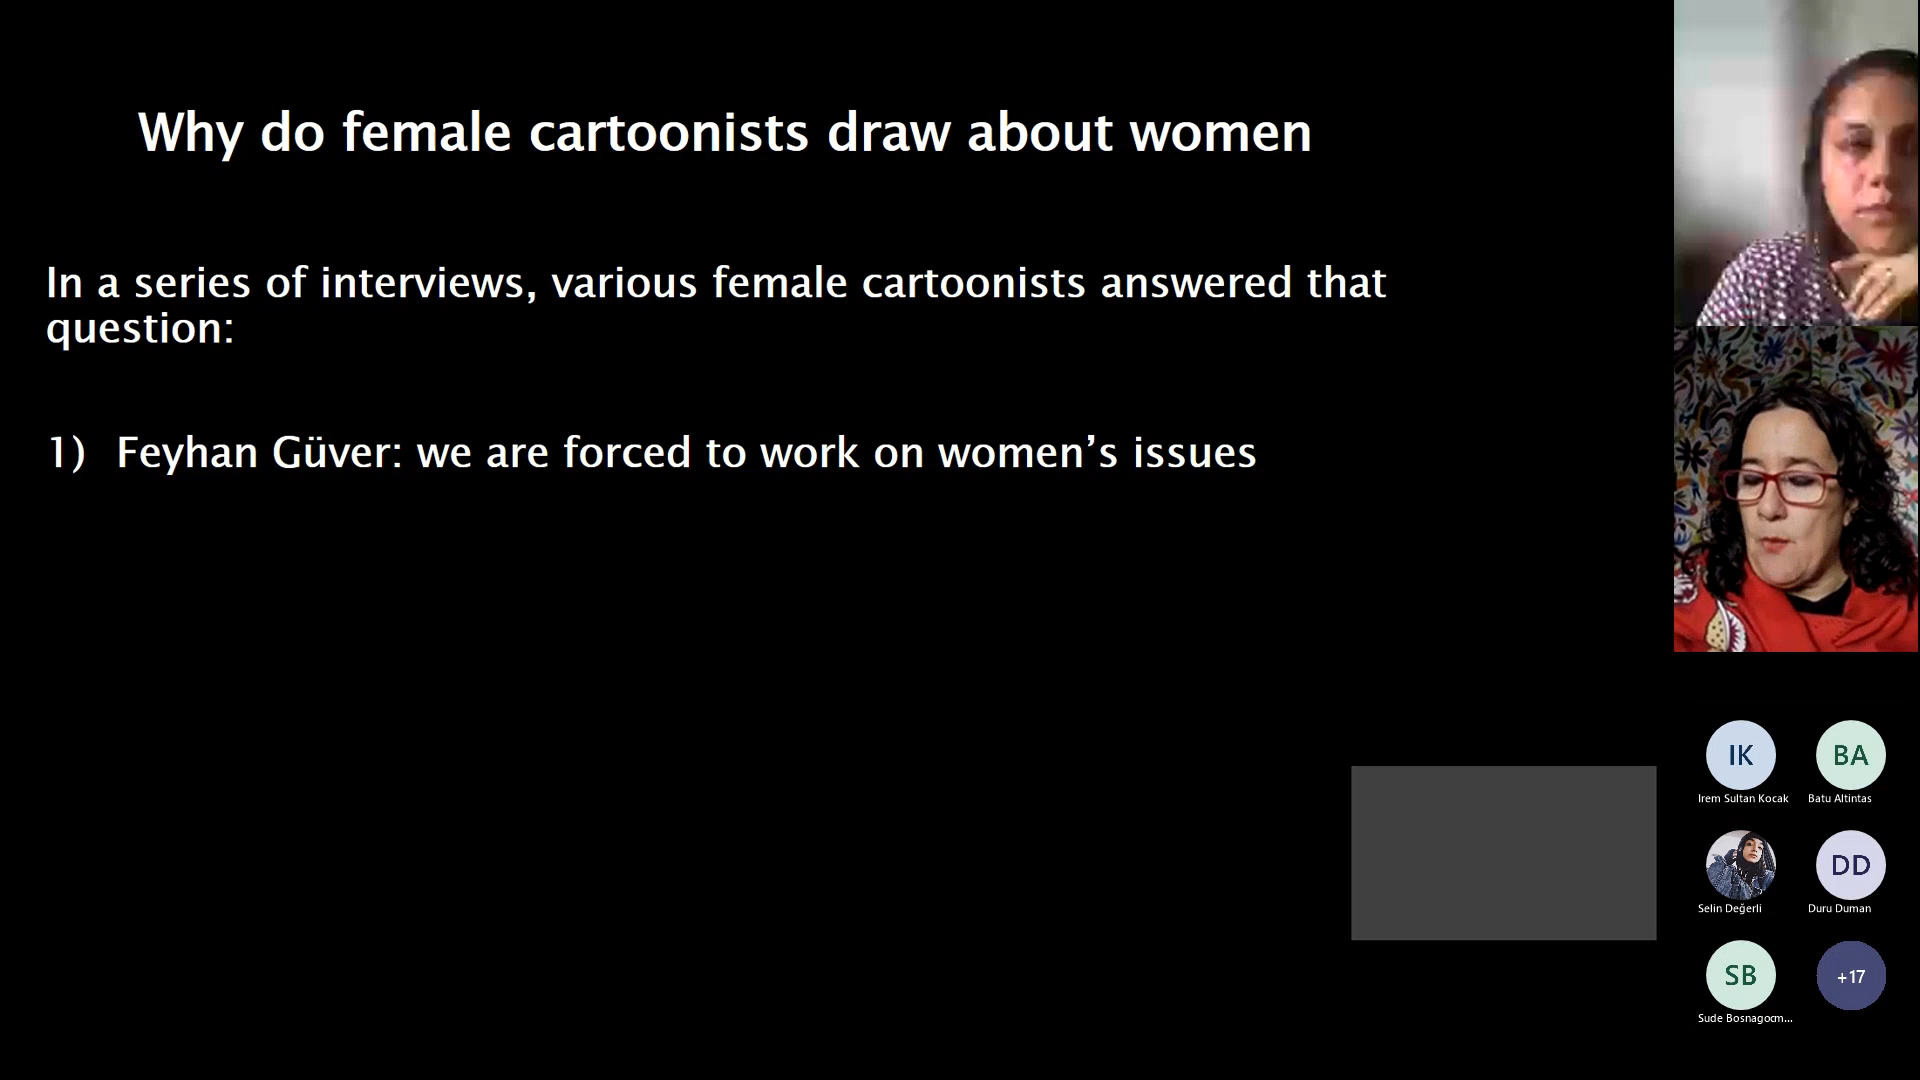 Why do female cartoonists draw about women
In a series of interviews, various female cartoonists answered that
question:
1) Feyhan Güver: we are forced to work on women’s issues
IK
BA
Irem Sultan Kocak
Batu Altintas
DD
Selin Değerli
Duru Duman
SB
+17
Sude Bosnagocm...